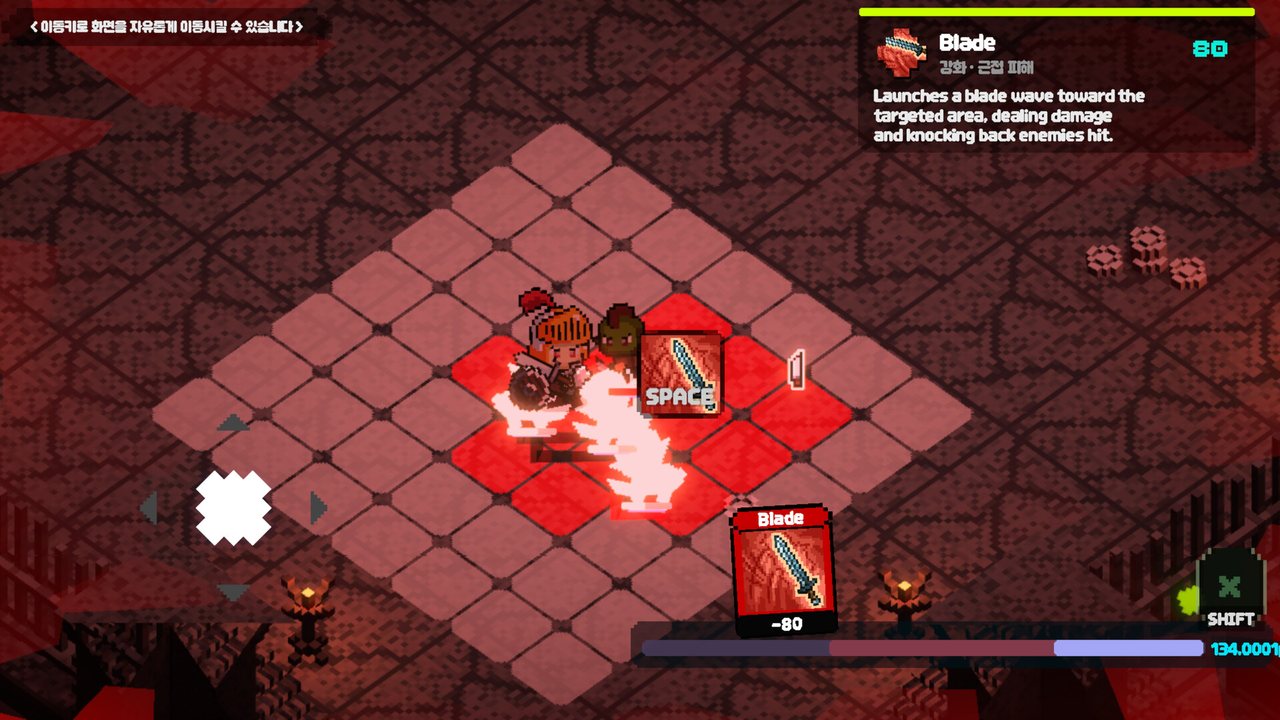 < 이동키로 화면을 자유롭게 이동시킬 수 있습니다 >
Blade
80
강화 · 근접 피해
Launches a blade wave toward the
targeted area, dealing damage
and knocking back enemies hit.
SPACE
Blade
-80
SHIFT
134.0001